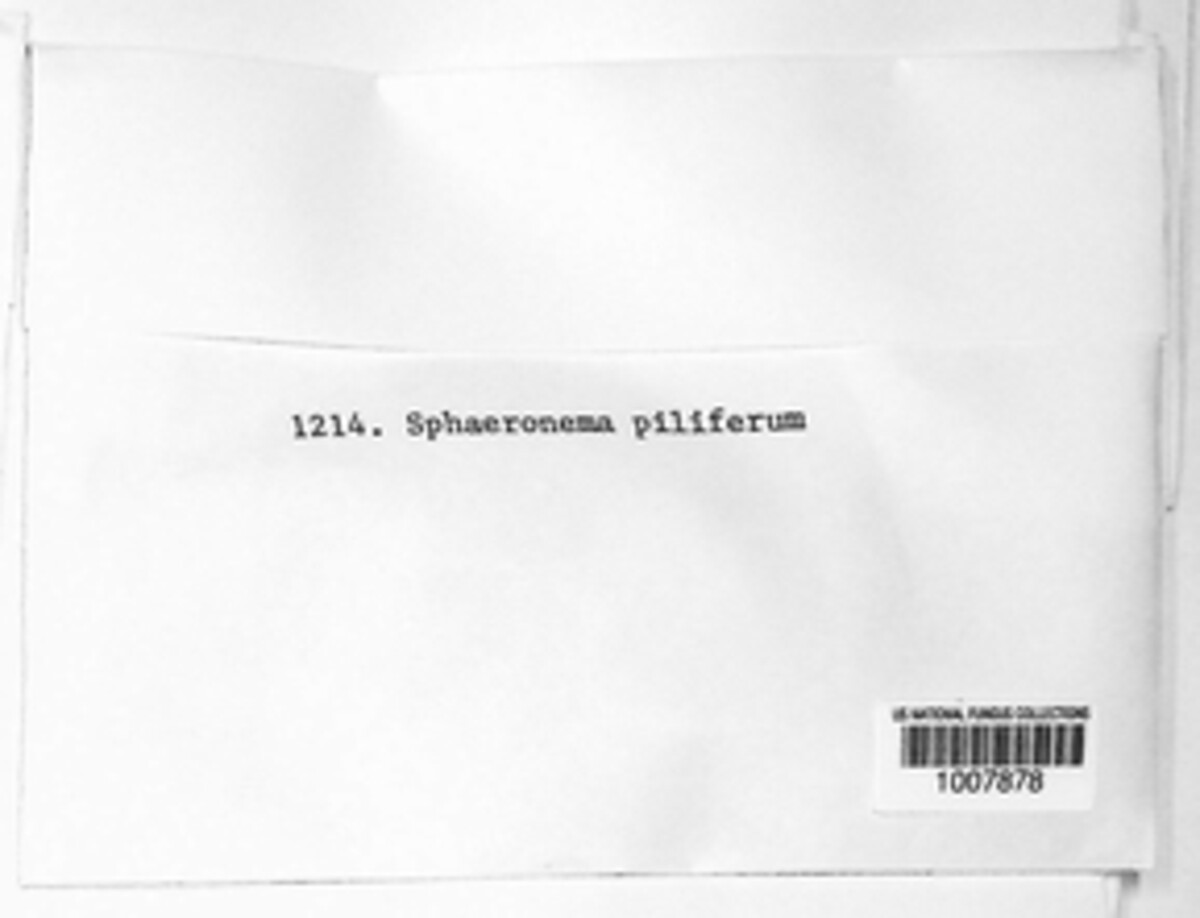 1214. Sphaeronema piliferum
US NATIONAL FUNGUS COLLECTIONS
1007878